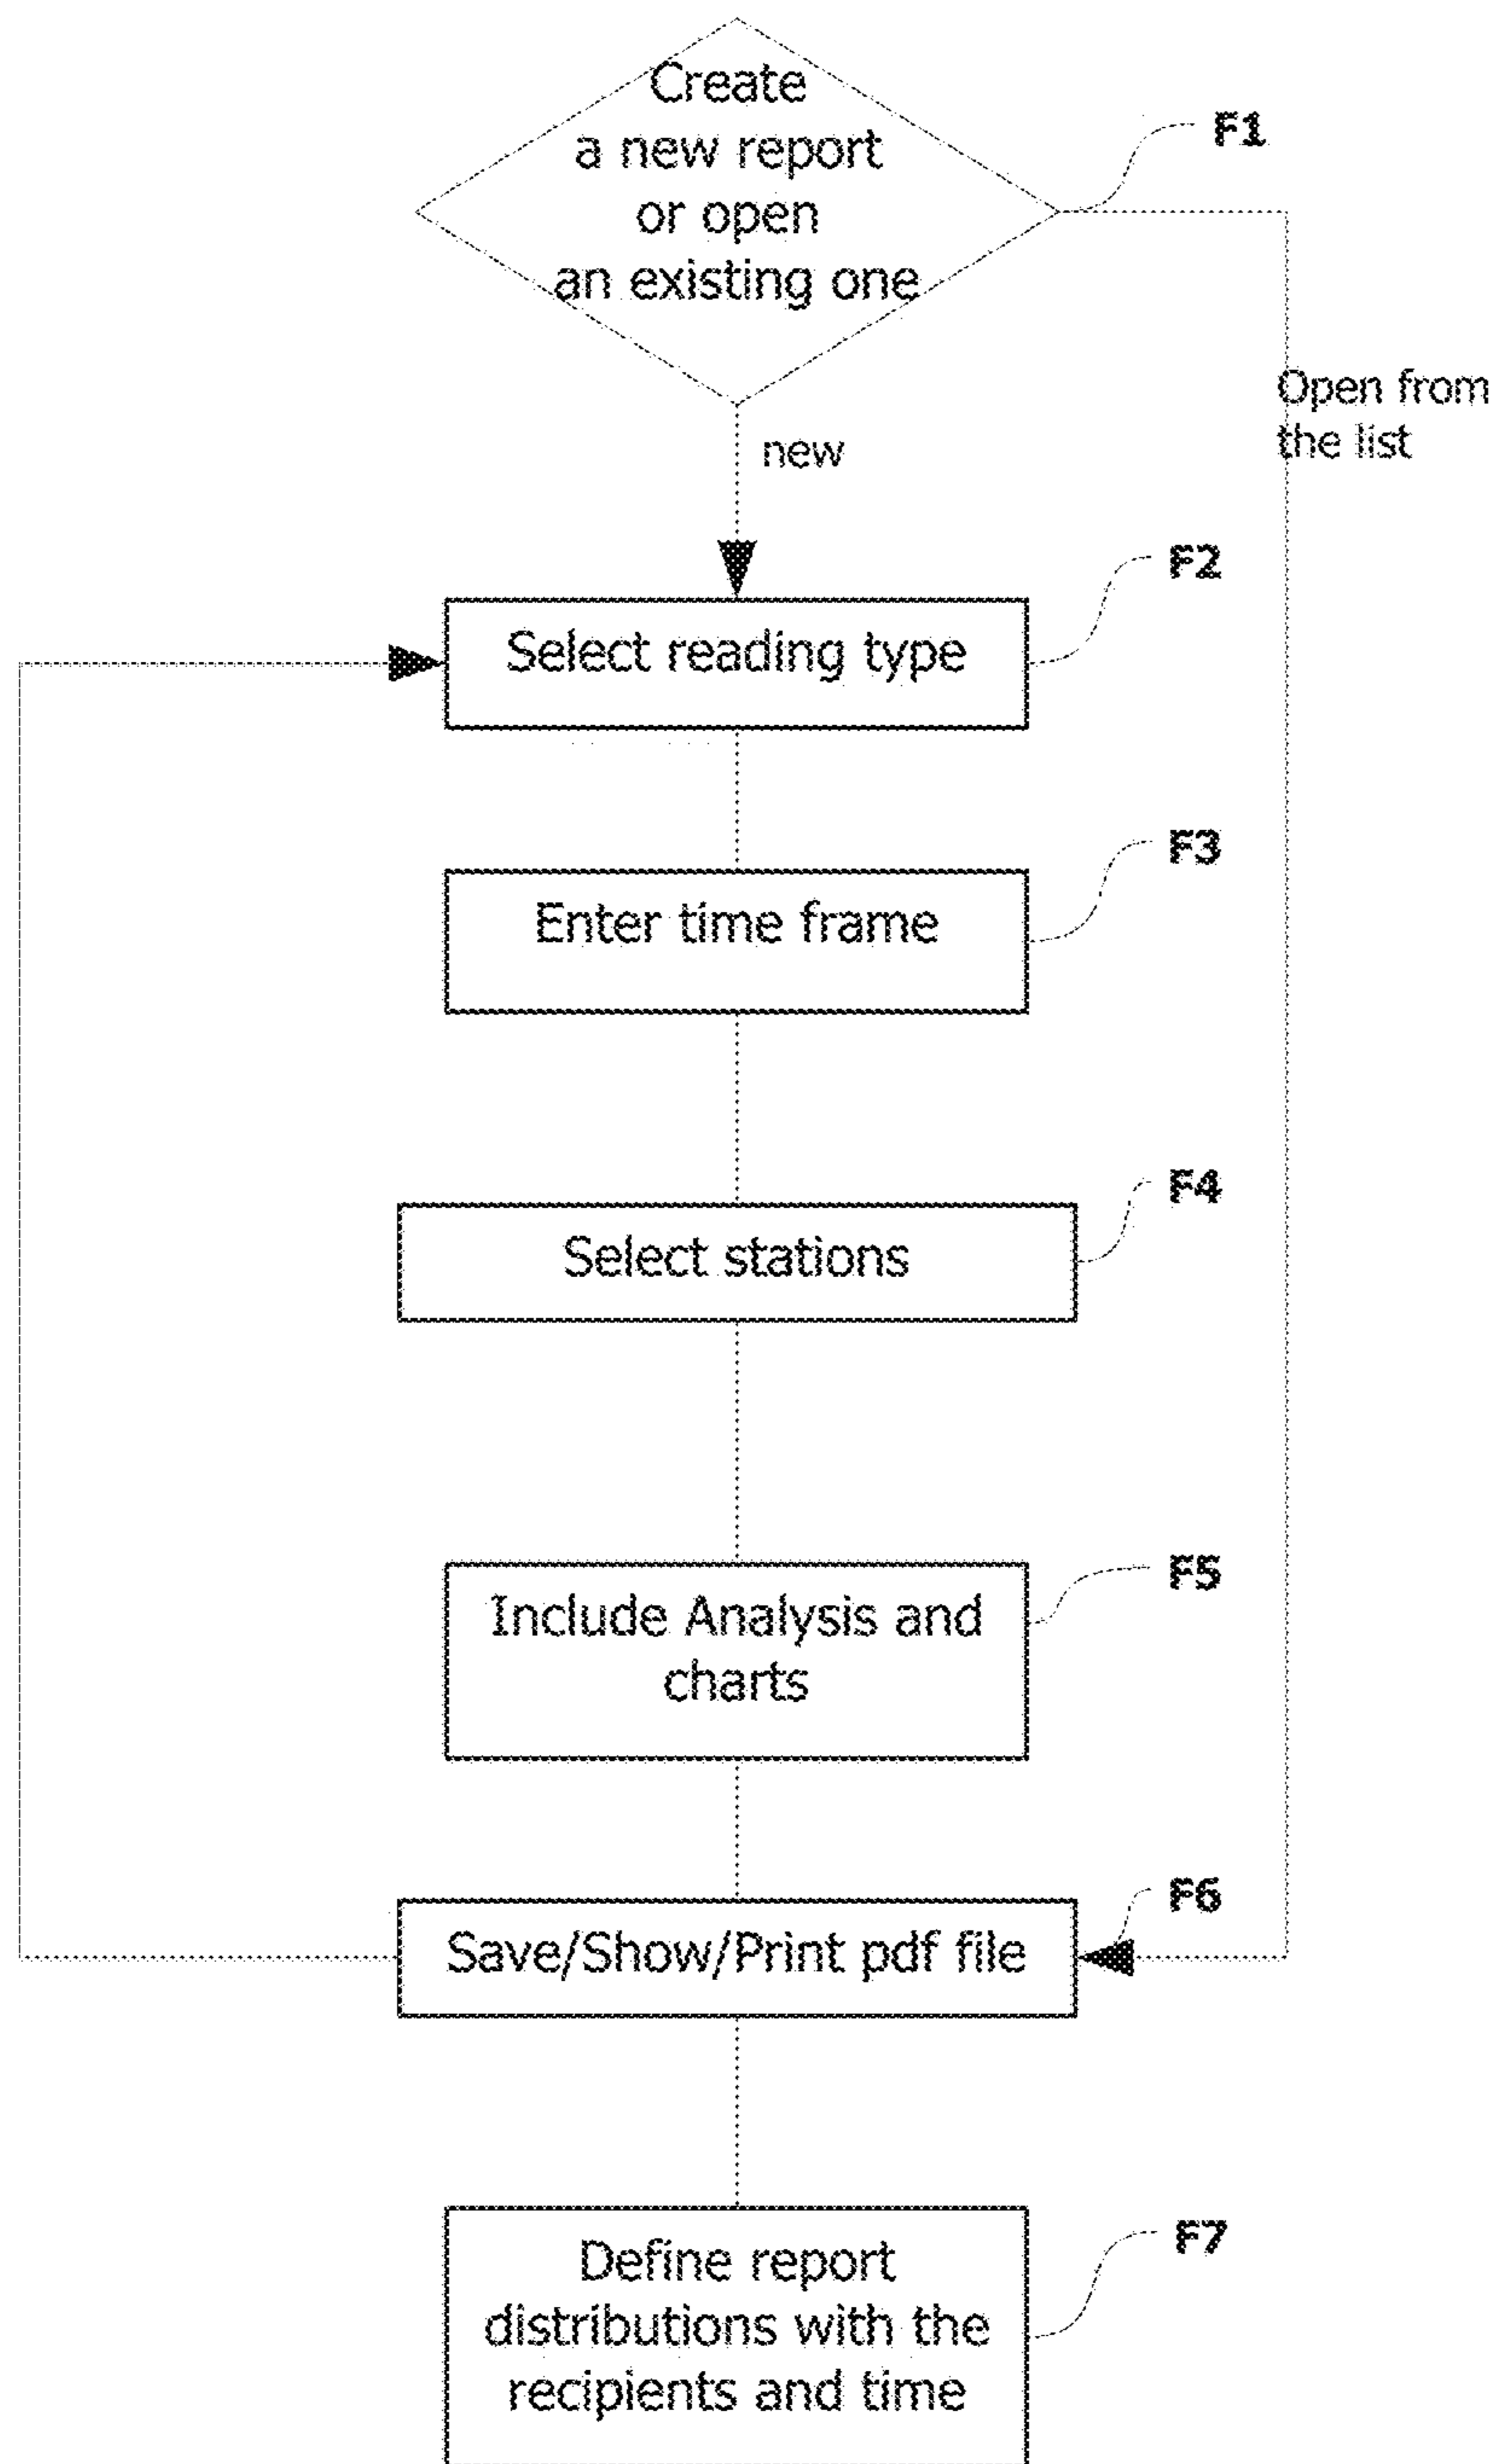 Create
a new report
or open
an existing one
F1
Open from
the list
new
F2
Select reading type
F3
Enter time frame
F4
Select stations
F5
Include Analysis and
charts
F6
Save/Show/Print pdf file
F7
Define report
distributions with the
recipients and time